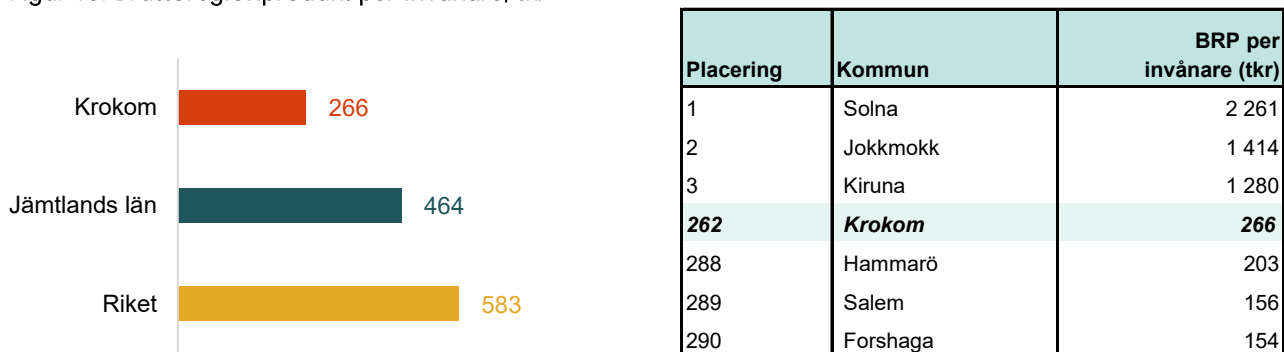 Krokom 266
Jämtlands län 464
Riket 583
Placering Kommun BRP per invånare (tkr)
1 Solna 2 261
2 Jokkmokk 1 414
3 Kiruna 1 280
262 Krokom 266
288 Hammarö 203
289 Salem 156
290 Forshaga 154